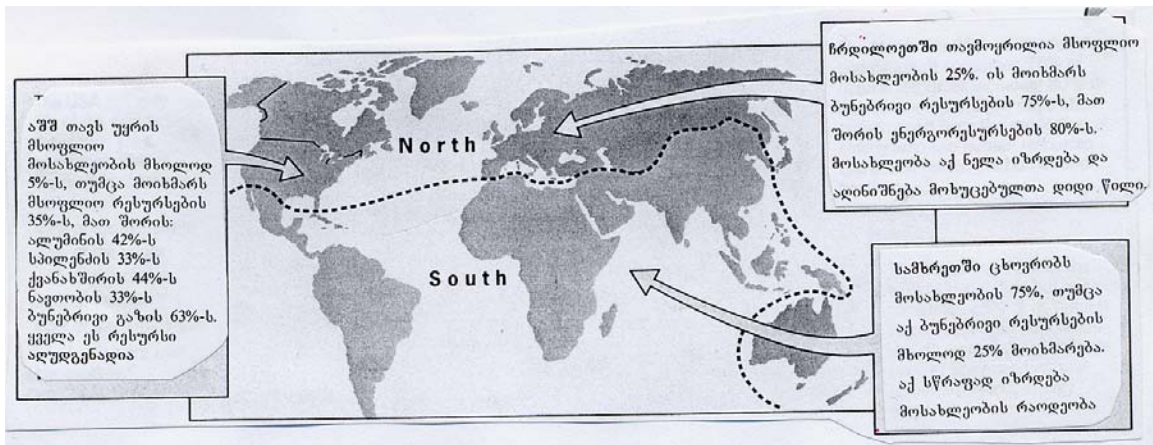 აშშ თავს უყრის
მსოფლიო
მოსახლეობის მხოლოდ
5%-ს, თუმცა მოიხმარს
მსოფლიო რესურსების
35%-ს, მათ შორის:
ალუმინის 42%-ს
სპილენძის 33%-ს
ქვანახშირის 44%-ს
ნავთობის 33%-ს
ბუნებრივი გაზის 63%-ს.
ყველა ეს რესურსი
აღუდგენადია
North
South
ჩრდილოეთში თავმოყრილია მსოფლიო
მოსახლეობის 25%. ის მოიხმარს
ბუნებრივი რესურსების 75%-ს, მათ
შორის ენერგორესურსების 80%-ს.
მოსახლეობა აქ ნელა იზრდება და
აღინიშნება მოხუცებულთა დიდი წილი.
სამხრეთში ცხოვრობს
მოსახლეობის 75%, თუმცა
აქ ბუნებრივი რესურსების
მხოლოდ 25% მოიხმარება.
აქ სწრაფად იზრდება
მოსახლეობის რაოდეობა